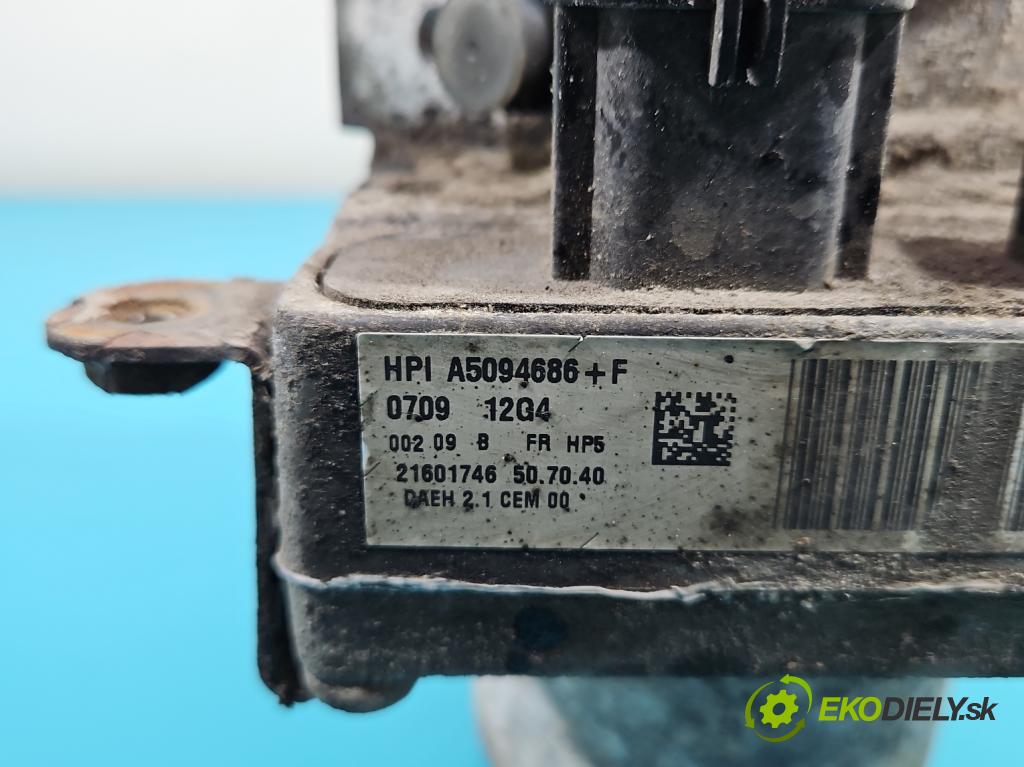 HPI A5094686+F
0709 12G4
002 09 B FR HP5
21601746 50.70.40
DAEH 2.1 CEM 00
EKODIELY.sk